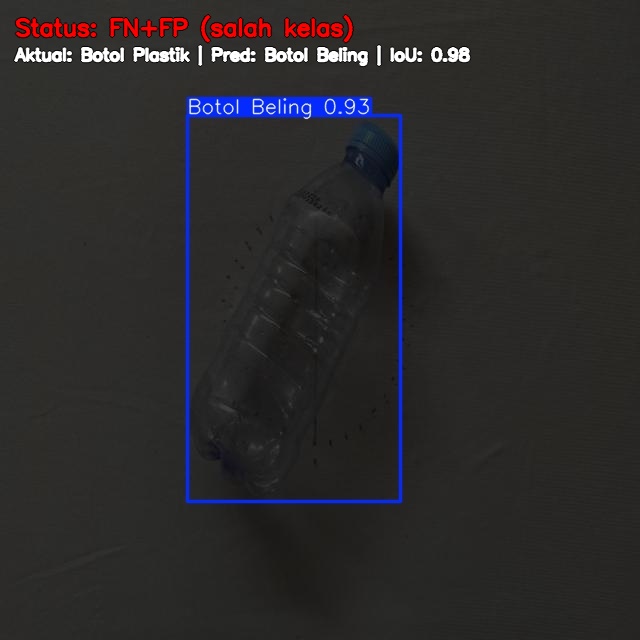 Status: FN+FP (salah kelas)
Aktual: Botol Plastik | Pred: Botol Beling | IoU: 0.98
Botol Beling 0.93